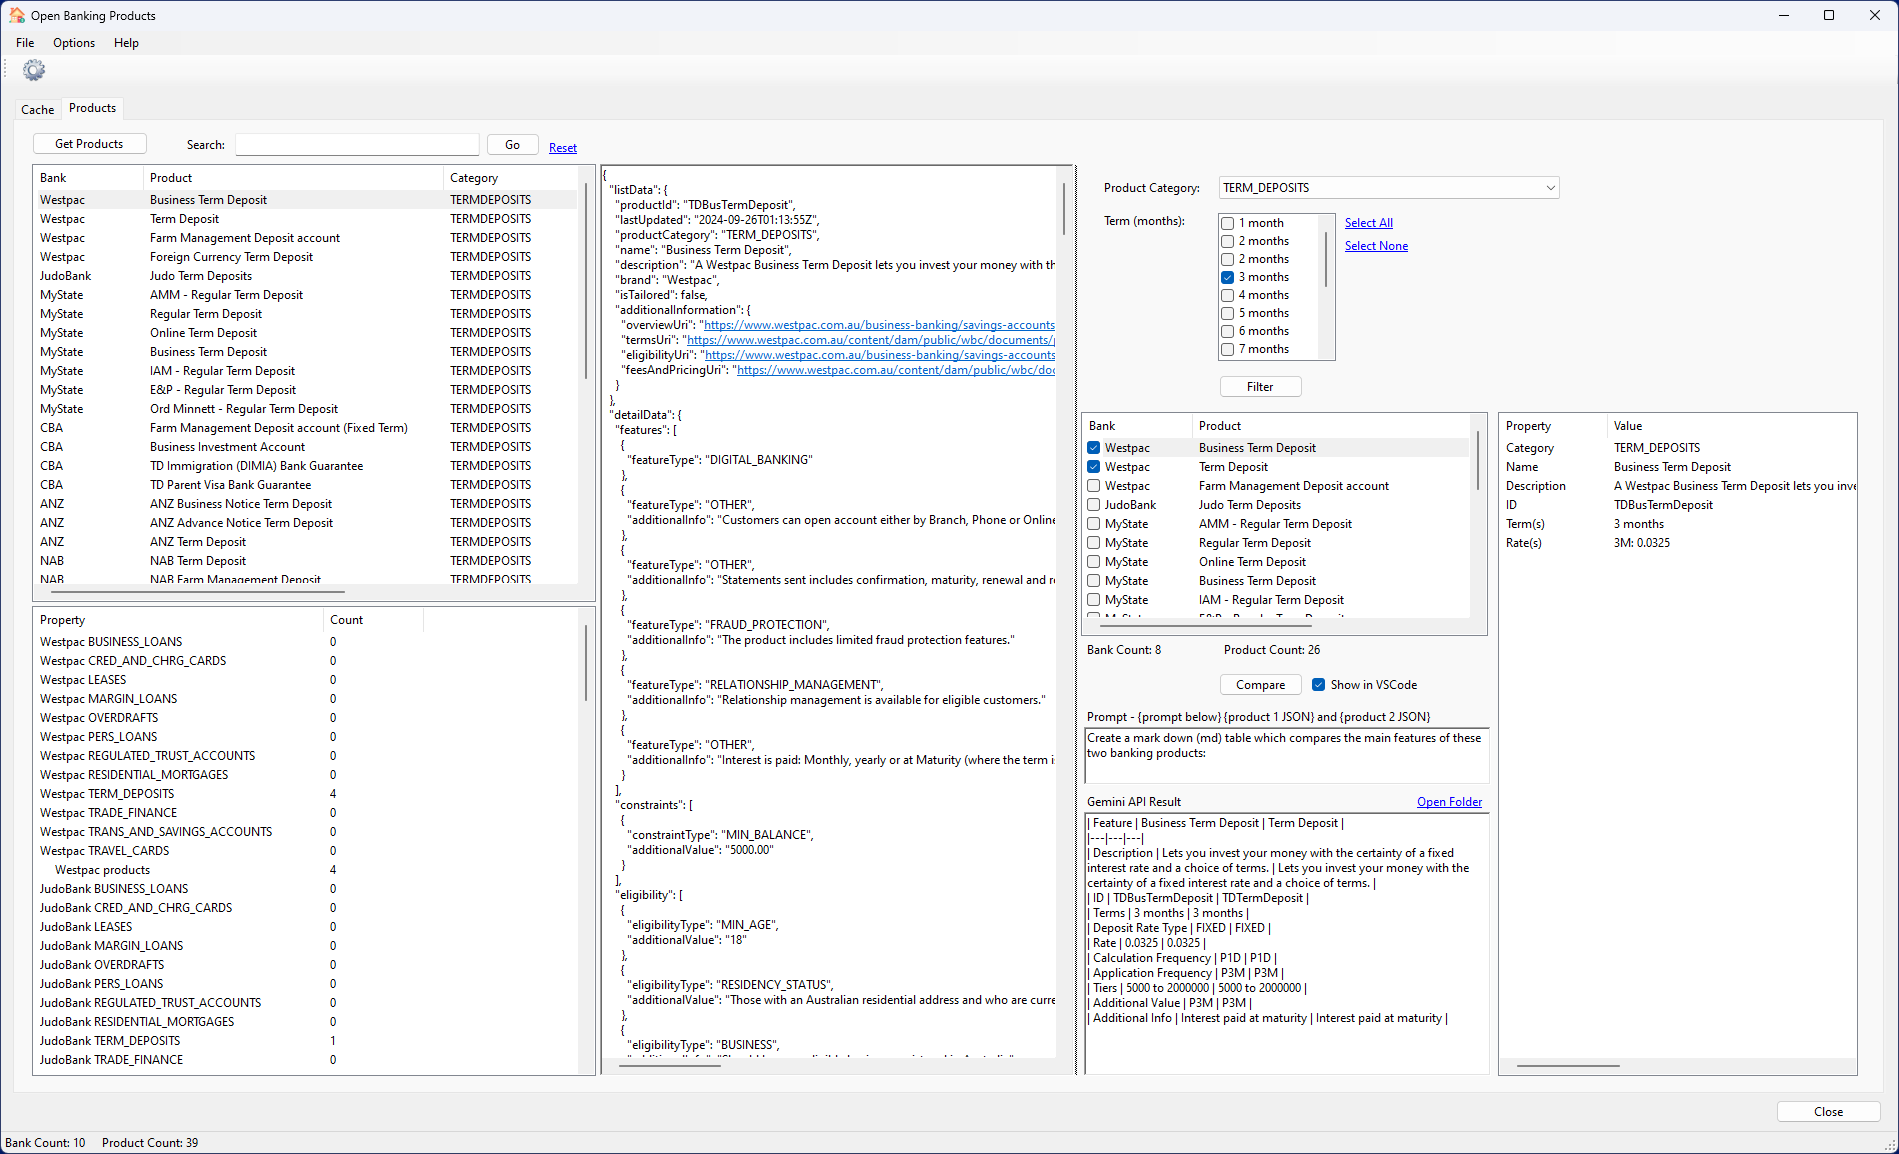 Open Banking Products
File Options Help
Cache Products
Get Products Search: Go Reset
Bank Product Category
Westpac Business Term Deposit TERMDEPOSITS
Westpac Term Deposit TERMDEPOSITS
Westpac Farm Management Deposit account TERMDEPOSITS
Westpac Foreign Currency Term Deposit TERMDEPOSITS
JudoBank Judo Term Deposits TERMDEPOSITS
MyState AMM - Regular Term Deposit TERMDEPOSITS
MyState Regular Term Deposit TERMDEPOSITS
MyState Online Term Deposit TERMDEPOSITS
MyState Business Term Deposit TERMDEPOSITS
MyState IAM - Regular Term Deposit TERMDEPOSITS
MyState E&P - Regular Term Deposit TERMDEPOSITS
MyState Ord Minnett - Regular Term Deposit TERMDEPOSITS
CBA Farm Management Deposit account (Fixed Term) TERMDEPOSITS
CBA Business Investment Account TERMDEPOSITS
CBA TD Immigration (DIMIA) Bank Guarantee TERMDEPOSITS
CBA TD Parent Visa Bank Guarantee TERMDEPOSITS
ANZ ANZ Business Notice Term Deposit TERMDEPOSITS
ANZ ANZ Advance Notice Term Deposit TERMDEPOSITS
ANZ ANZ Term Deposit TERMDEPOSITS
NAB NAB Term Deposit TERMDEPOSITS
NAB NAB Farm Management Deposit TERMDEPOSITS
Property Count
Westpac BUSINESS_LOANS 0
Westpac CRED_AND_CHRG_CARDS 0
Westpac LEASES 0
Westpac MARGIN_LOANS 0
Westpac OVERDRAFTS 0
Westpac PERS_LOANS 0
Westpac REGULATED_TRUST_ACCOUNTS 0
Westpac RESIDENTIAL_MORTGAGES 0
Westpac TERM_DEPOSITS 4
Westpac TRADE_FINANCE 0
Westpac TRANS_AND_SAVINGS_ACCOUNTS 0
Westpac TRAVEL_CARDS 0
Westpac products 4
JudoBank BUSINESS_LOANS 0
JudoBank CRED_AND_CHRG_CARDS 0
JudoBank LEASES 0
JudoBank MARGIN_LOANS 0
JudoBank OVERDRAFTS 0
JudoBank PERS_LOANS 0
JudoBank REGULATED_TRUST_ACCOUNTS 0
JudoBank RESIDENTIAL_MORTGAGES 0
JudoBank TERM_DEPOSITS 1
JudoBank TRADE_FINANCE 0
{
"listData": {
"productId": "TDBusTermDeposit",
"lastUpdated": "2024-09-26T01:13:55Z",
"productCategory": "TERM_DEPOSITS",
"name": "Business Term Deposit",
"description": "A Westpac Business Term Deposit lets you invest your money with th
"brand": "Westpac",
"isTailored": false,
"additionalInformation": {
"overviewUri": "https://www.westpac.com.au/business-banking/savings-accounts
"termsUri": "https://www.westpac.com.au/content/dam/public/wbc/documents/p
"eligibilityUri": "https://www.westpac.com.au/business-banking/savings-accounts
"feesAndPricingUri": "https://www.westpac.com.au/content/dam/public/wbc/doc
}
},
"detailData": {
"features": [
{
"featureType": "DIGITAL_BANKING"
},
{
"featureType": "OTHER",
"additionalInfo": "Customers can open account either by Branch, Phone or Online
},
{
"featureType": "OTHER",
"additionalInfo": "Statements sent includes confirmation, maturity, renewal and re
},
{
"featureType": "FRAUD_PROTECTION",
"additionalInfo": "The product includes limited fraud protection features."
},
{
"featureType": "RELATIONSHIP_MANAGEMENT",
"additionalInfo": "Relationship management is available for eligible customers."
},
{
"featureType": "OTHER",
"additionalInfo": "Interest is paid: Monthly, yearly or at Maturity (where the term i
}
],
"constraints": [
{
"constraintType": "MIN_BALANCE",
"additionalValue": "5000.00"
}
],
"eligibility": [
{
"eligibilityType": "MIN_AGE",
"additionalValue": "18"
},
{
"eligibilityType": "RESIDENCY_STATUS",
"additionalValue": "Those with an Australian residential address and who are curre
},
{
"eligibilityType": "BUSINESS",
Product Category: TERM_DEPOSITS
Term (months):
1 month
2 months
2 months
3 months
4 months
5 months
6 months
7 months
Select All
Select None
Filter
Bank Product
Westpac Business Term Deposit
Westpac Term Deposit
Westpac Farm Management Deposit account
JudoBank Judo Term Deposits
MyState AMM - Regular Term Deposit
MyState Regular Term Deposit
MyState Online Term Deposit
MyState Business Term Deposit
MyState IAM - Regular Term Deposit
Bank Count: 8 Product Count: 26
Compare Show in VSCode
Prompt - {prompt below} {product 1 JSON} and {product 2 JSON}
Create a mark down (md) table which compares the main features of these
two banking products:
Gemini API Result Open Folder
| Feature | Business Term Deposit | Term Deposit |
|---|---|---|
| Description | Lets you invest your money with the certainty of a fixed
interest rate and a choice of terms. | Lets you invest your money with the
certainty of a fixed interest rate and a choice of terms. |
| ID | TDBusTermDeposit | TDTermDeposit |
| Terms | 3 months | 3 months |
| Deposit Rate Type | FIXED | FIXED |
| Rate | 0.0325 | 0.0325 |
| Calculation Frequency | P1D | P1D |
| Application Frequency | P3M | P3M |
| Tiers | 5000 to 2000000 | 5000 to 2000000 |
| Additional Value | P3M | P3M |
| Additional Info | Interest paid at maturity | Interest paid at maturity |
Property Value
Category TERM_DEPOSITS
Name Business Term Deposit
Description A Westpac Business Term Deposit lets you inve
ID TDBusTermDeposit
Term(s) 3 months
Rate(s) 3M: 0.0325
Close
Bank Count: 10 Product Count: 39